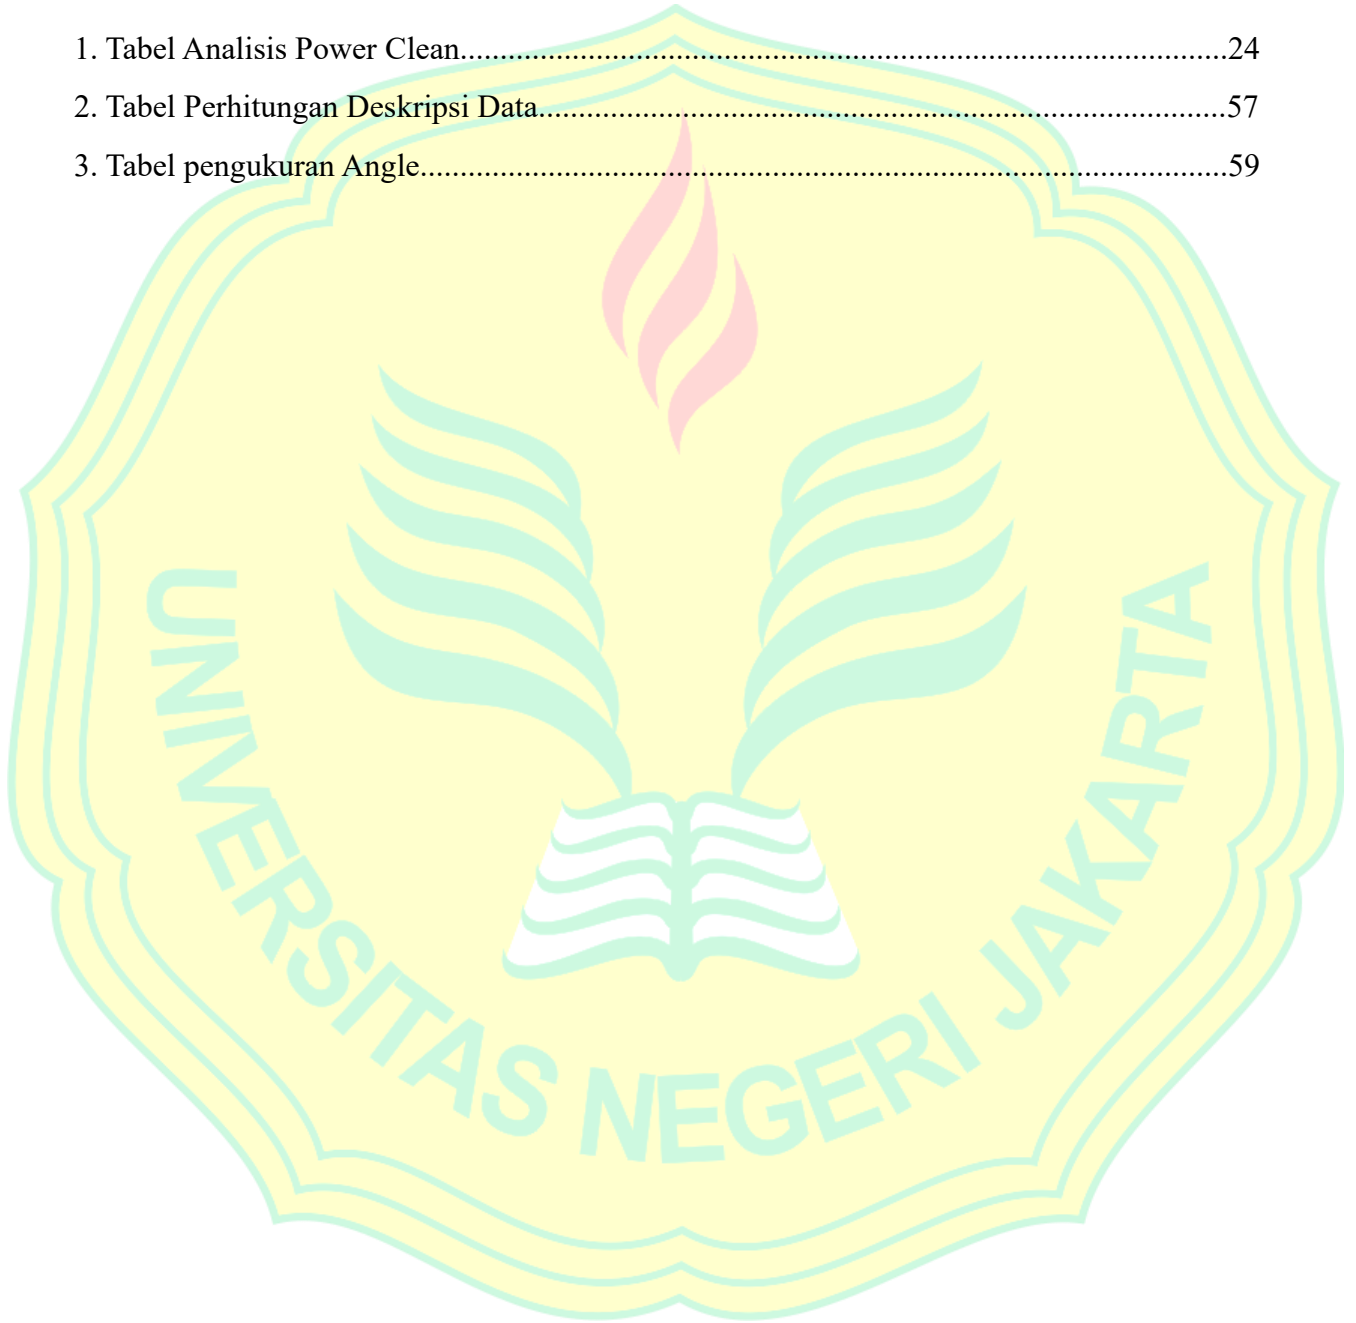 1. Tabel Analisis Power Clean................................................................................................24
2. Tabel Perhitungan Deskripsi Data......................................................................................57
3. Tabel pengukuran Angle.....................................................................................................59
UNIVERSITAS NEGERI JAKARTA